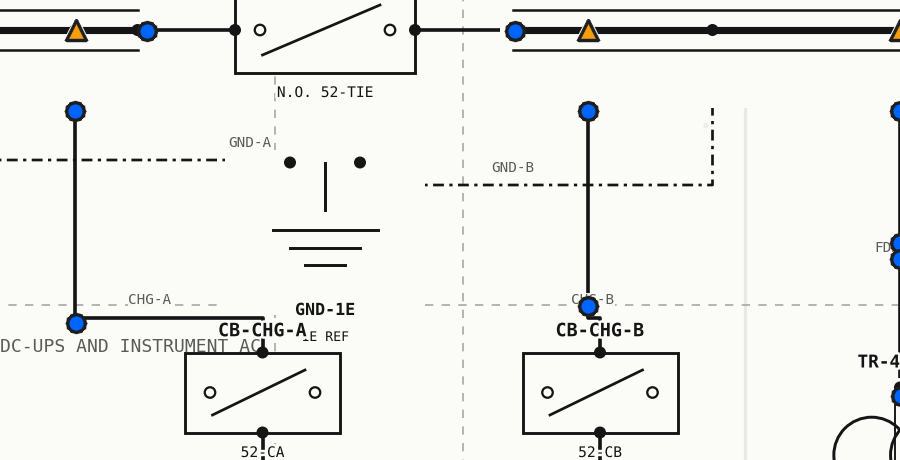 N.O. 52-TIE
GND-A
GND-B
FD
CHG-A
CHG-B
GND-1E
CB-CHG-A
CB-CHG-B
1E REF
DC-UPS AND INSTRUMENT AC
TR-4
52-CA
52-CB